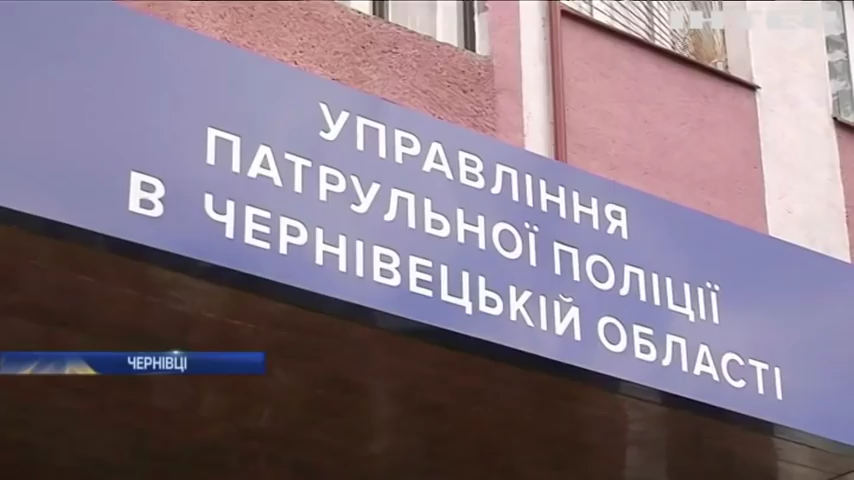 УПРАВЛІННЯ
ПАТРУЛЬНОЇ ПОЛІЦІЇ
В ЧЕРНІВЕЦЬКІЙ ОБЛАСТІ
ЧЕРНІВЦІ